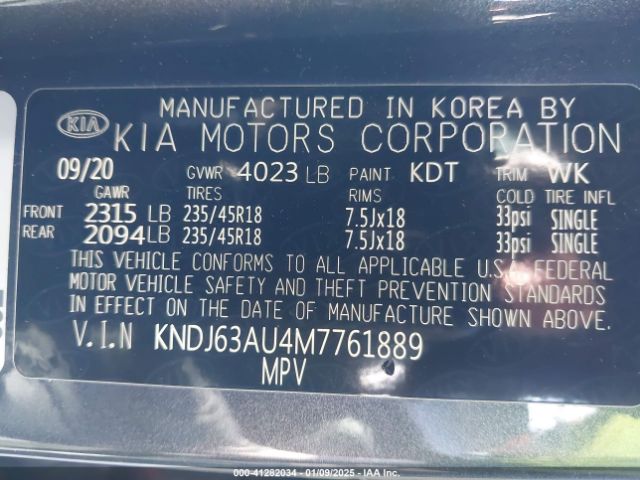 MANUFACTURED IN KOREA BY
KIA KIA MOTORS CORPORATION
09/20 GVWR 4023 LB PAINT KDT TRIM WK
GAWR TIRES RIMS COLD TIRE INFL
FRONT 2315 LB 235/45R18 7.5Jx18 33psi SINGLE
REAR 2094 LB 235/45R18 7.5Jx18 33psi SINGLE
THIS VEHICLE CONFORMS TO ALL APPLICABLE U.S.A. FEDERAL
MOTOR VEHICLE SAFETY AND THEFT PREVENTION STANDARDS
IN EFFECT ON THE DATE OF MANUFACTURE SHOWN ABOVE.
V.I.N KNDJ63AU4M7761889
MPV
000-41282034 - 01/09/2025 - IAA Inc.